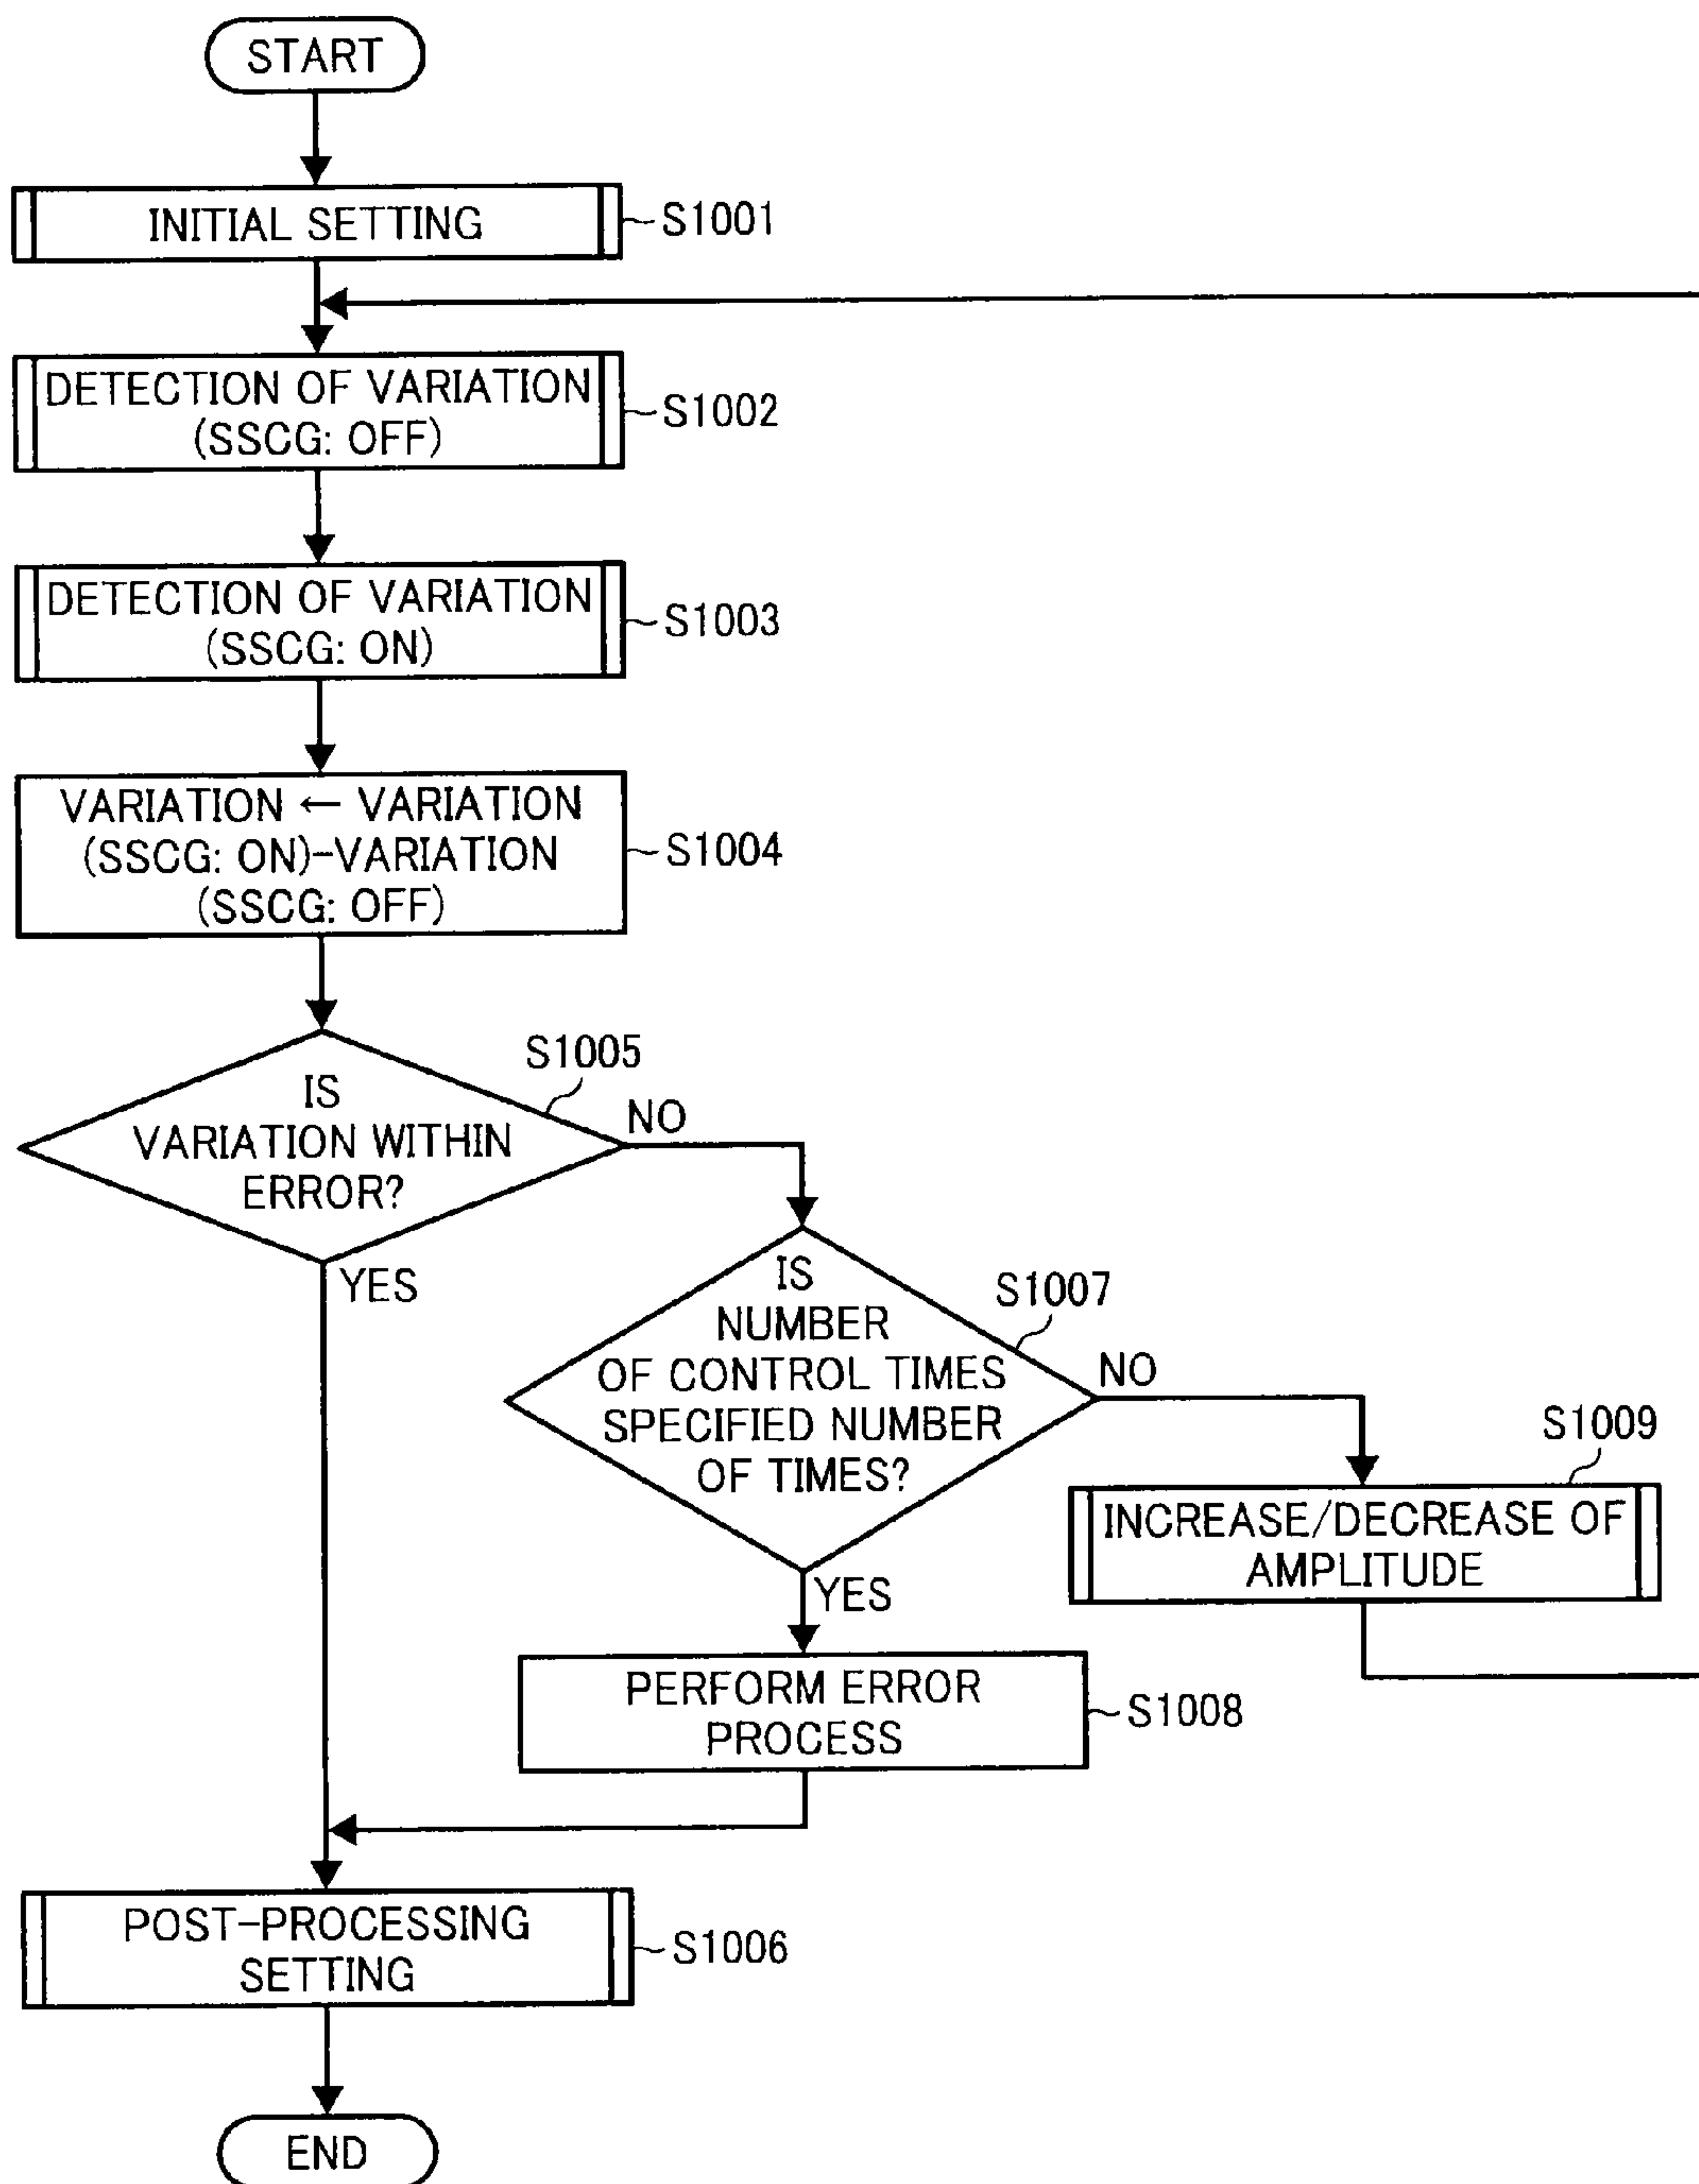 START
INITIAL SETTING
S1001
DETECTION OF VARIATION
(SSCG: OFF)
S1002
DETECTION OF VARIATION
(SSCG: ON)
S1003
VARIATION ← VARIATION
(SSCG: ON)-VARIATION
(SSCG: OFF)
S1004
S1005
IS
VARIATION WITHIN
ERROR?
NO
YES
S1007
IS
NUMBER
OF CONTROL TIMES
SPECIFIED NUMBER
OF TIMES?
NO
YES
S1009
INCREASE/DECREASE OF
AMPLITUDE
PERFORM ERROR
PROCESS
S1008
POST-PROCESSING
SETTING
S1006
END